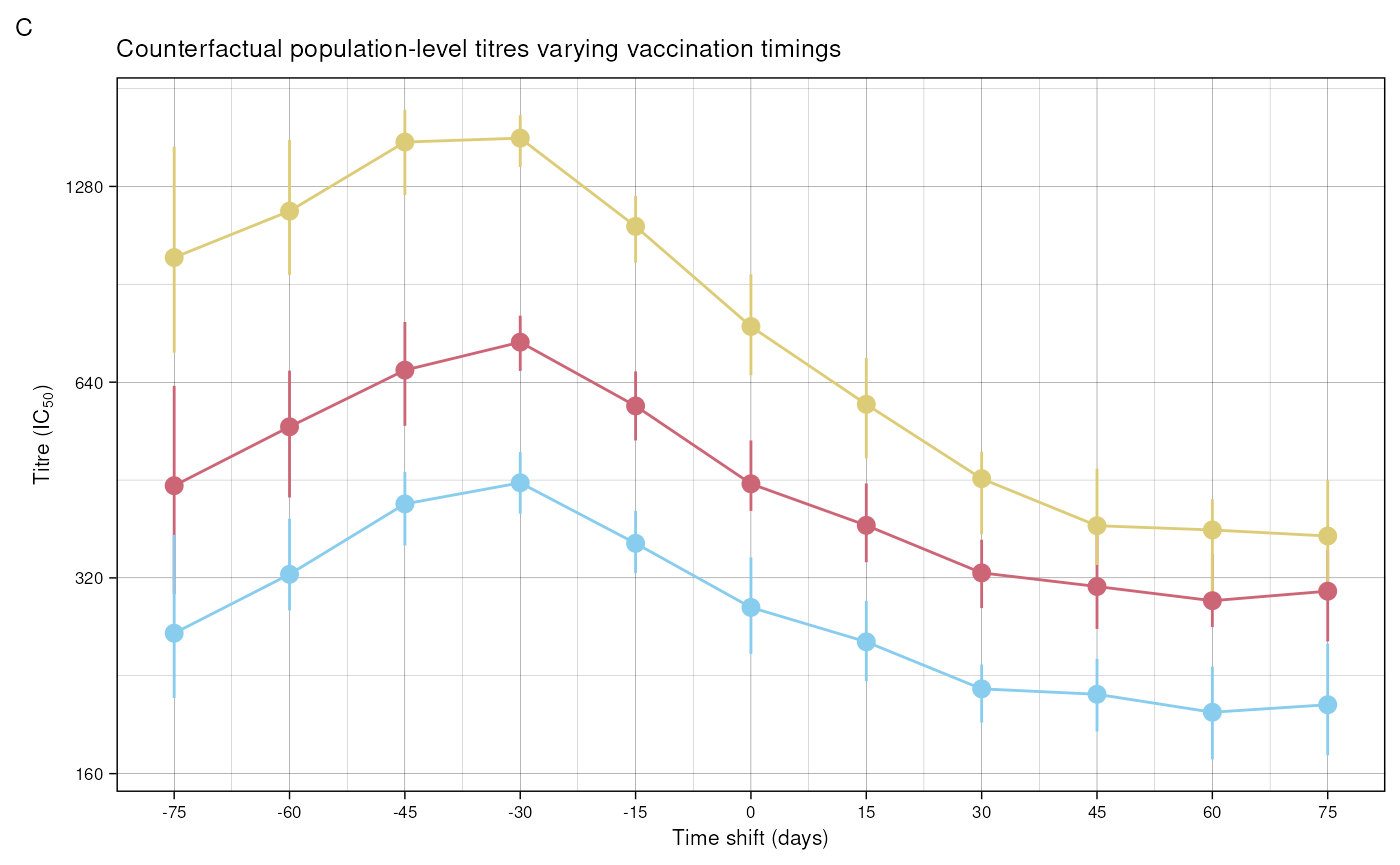 C
Counterfactual population-level titres varying vaccination timings
Titre (IC50)
1280
640
320
160
-75 -60 -45 -30 -15 0 15 30 45 60 75
Time shift (days)